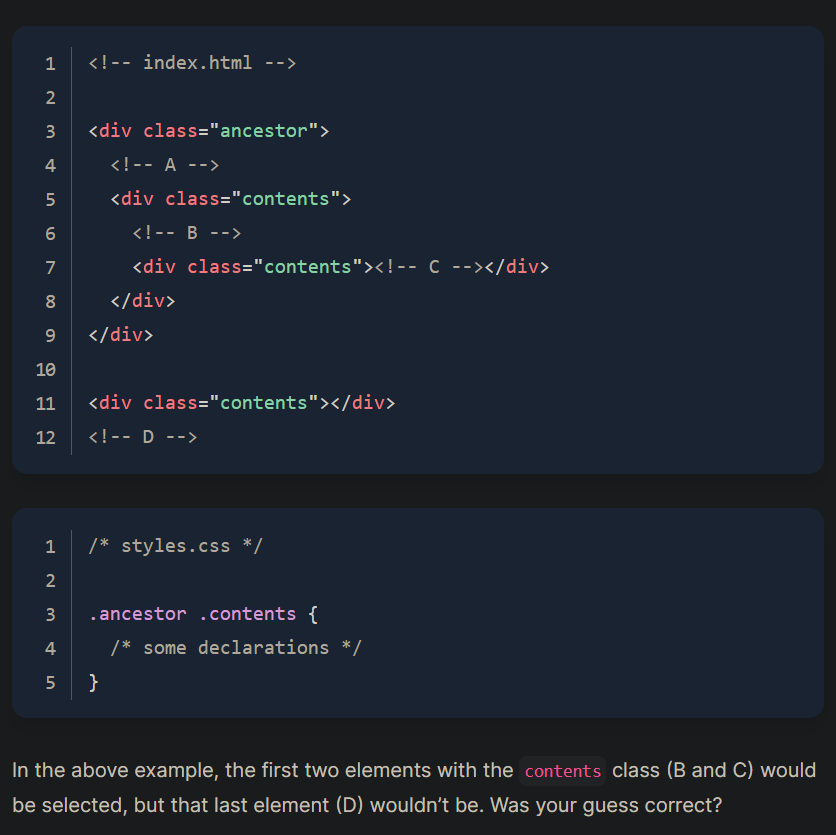 1 <!-- index.html -->
2
3 <div class="ancestor">
4   <!-- A -->
5   <div class="contents">
6     <!-- B -->
7     <div class="contents"><!-- C --></div>
8   </div>
9 </div>
10
11 <div class="contents"></div>
12 <!-- D -->
1 /* styles.css */
2
3 .ancestor .contents {
4   /* some declarations */
5 }
In the above example, the first two elements with the contents class (B and C) would
be selected, but that last element (D) wouldn’t be. Was your guess correct?